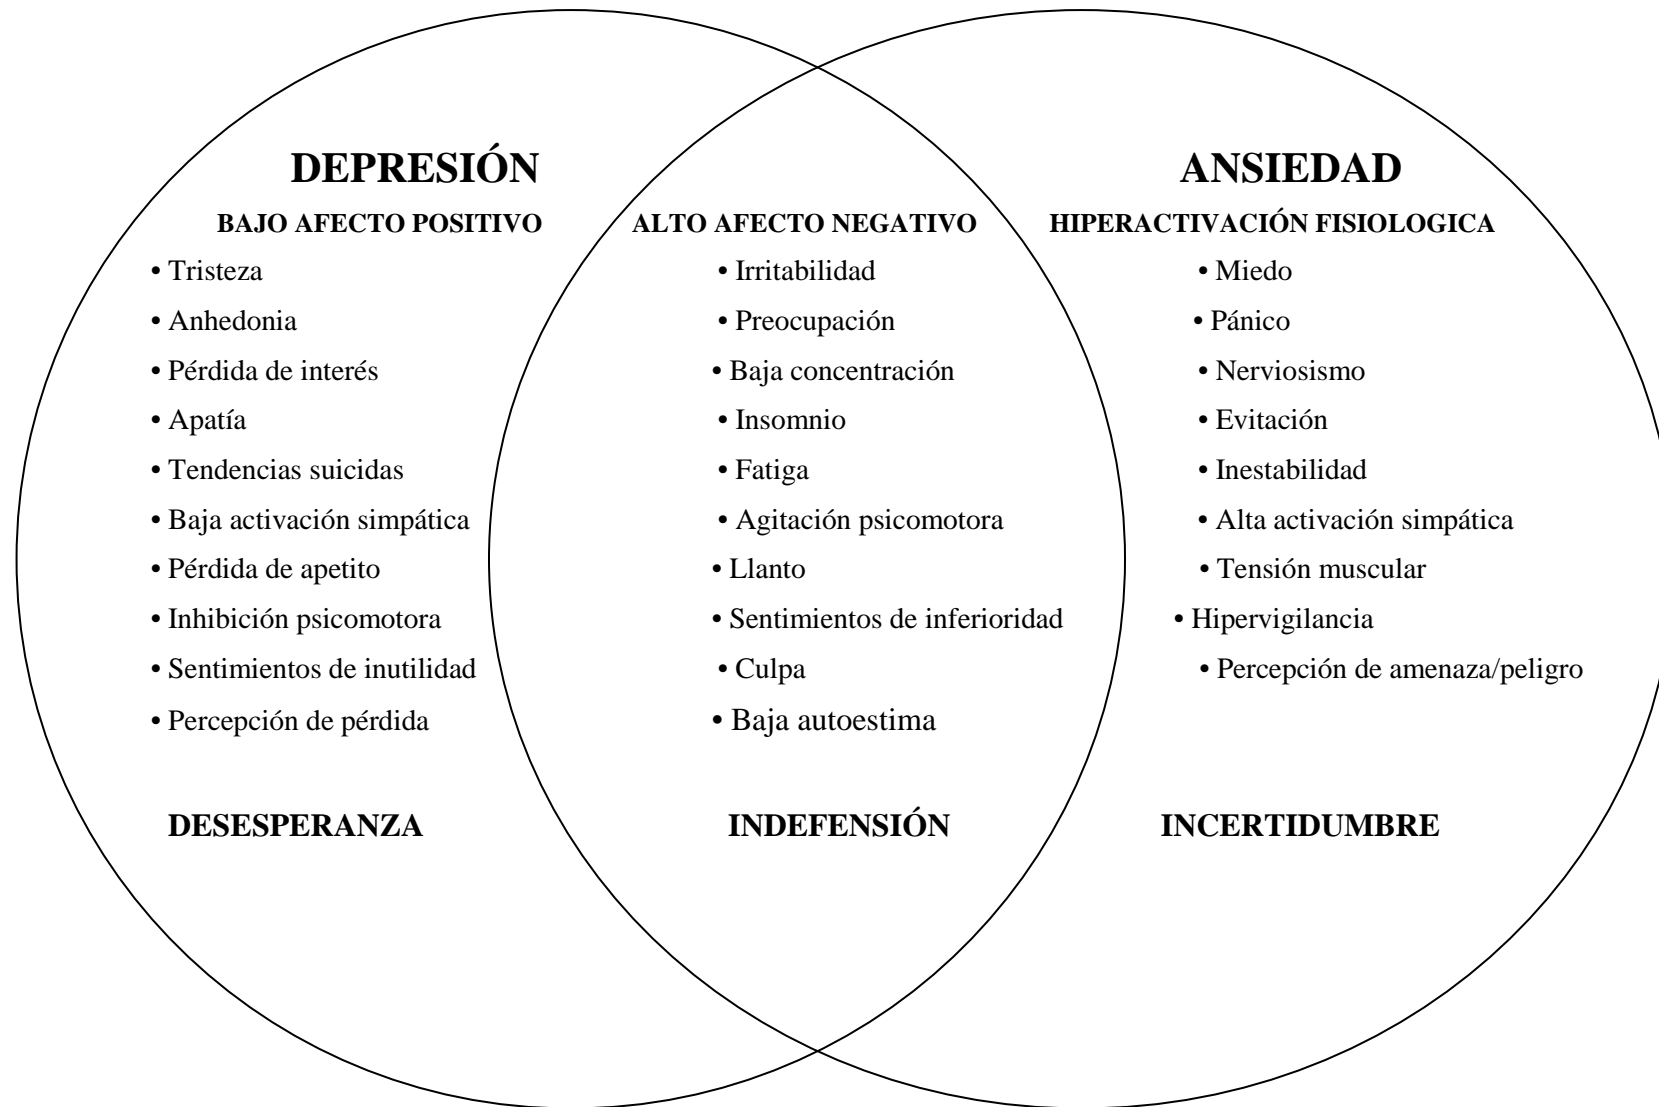 DEPRESIÓN
BAJO AFECTO POSITIVO
• Tristeza
• Anhedonia
• Pérdida de interés
• Apatía
• Tendencias suicidas
• Baja activación simpática
• Pérdida de apetito
• Inhibición psicomotora
• Sentimientos de inutilidad
• Percepción de pérdida
DESESPERANZA
ALTO AFECTO NEGATIVO
• Irritabilidad
• Preocupación
• Baja concentración
• Insomnio
• Fatiga
• Agitación psicomotora
• Llanto
• Sentimientos de inferioridad
• Culpa
• Baja autoestima
INDEFENSIÓN
ANSIEDAD
HIPERACTIVACIÓN FISIOLOGICA
• Miedo
• Pánico
• Nerviosismo
• Evitación
• Inestabilidad
• Alta activación simpática
• Tensión muscular
• Hipervigilancia
• Percepción de amenaza/peligro
INCERTIDUMBRE